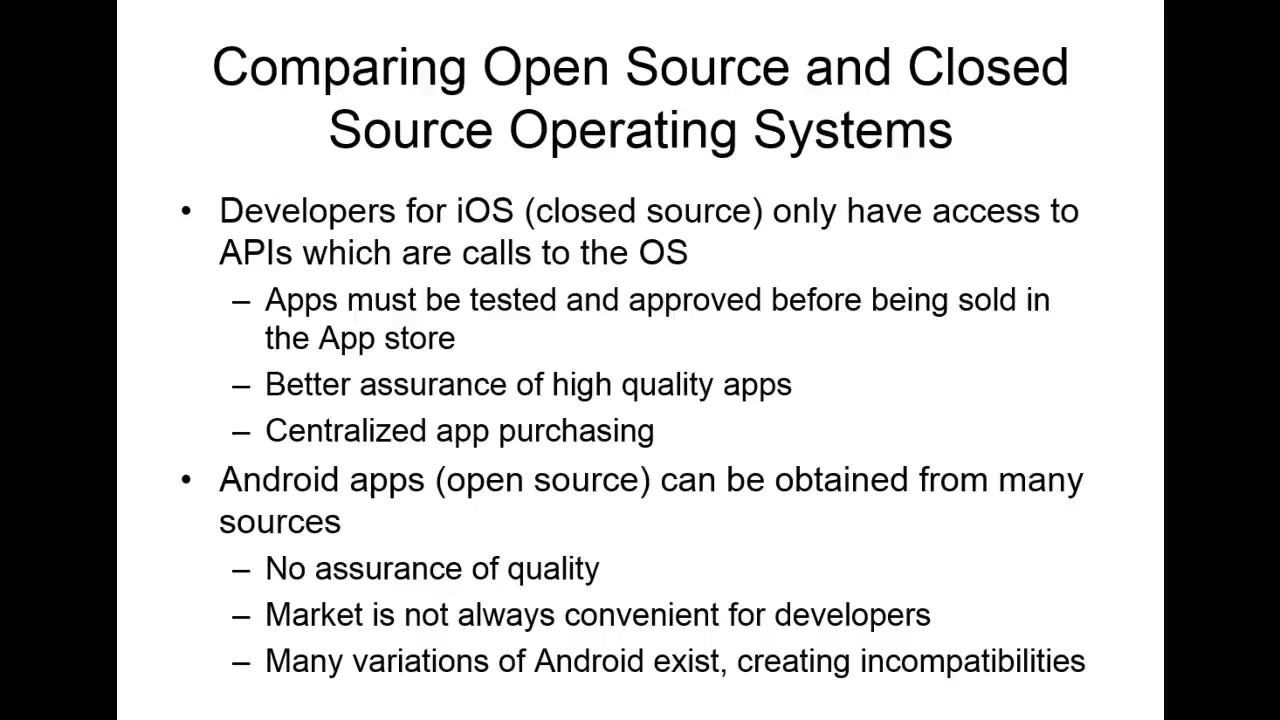 Comparing Open Source and Closed
Source Operating Systems
• Developers for iOS (closed source) only have access to
APIs which are calls to the OS
– Apps must be tested and approved before being sold in
the App store
– Better assurance of high quality apps
– Centralized app purchasing
• Android apps (open source) can be obtained from many
sources
– No assurance of quality
– Market is not always convenient for developers
– Many variations of Android exist, creating incompatibilities